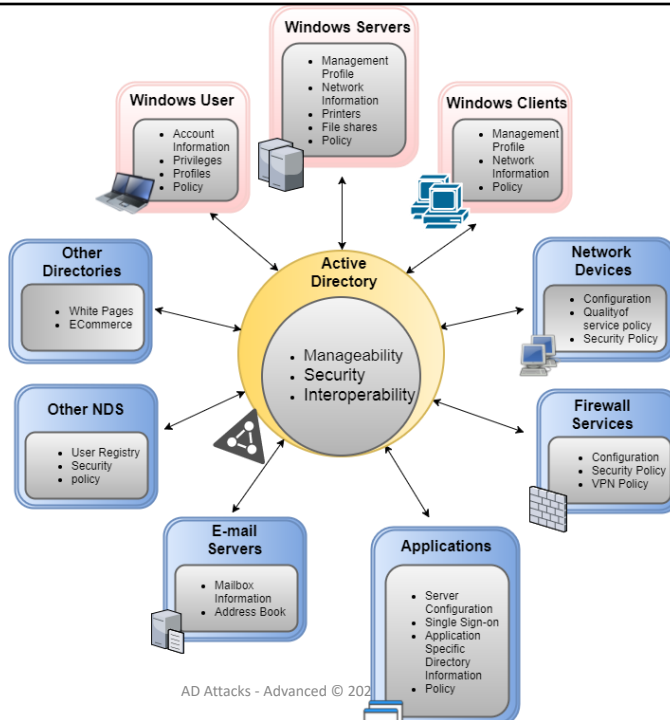 Windows Servers
• Management
Profile
• Network
Information
• Printers
• File shares
• Policy
Windows User
• Account
Information
• Privileges
• Profiles
• Policy
Windows Clients
• Management
Profile
• Network
Information
• Policy
Other
Directories
• White Pages
• ECommerce
Active
Directory
• Manageability
• Security
• Interoperability
Network
Devices
• Configuration
• Qualityof
service policy
• Security Policy
Other NDS
• User Registry
• Security
• policy
Firewall
Services
• Configuration
• Security Policy
• VPN Policy
E-mail
Servers
• Mailbox
Information
• Address Book
Applications
• Server
Configuration
• Single Sign-on
• Application
Specific
Directory
Information
• Policy
AD Attacks - Advanced ©